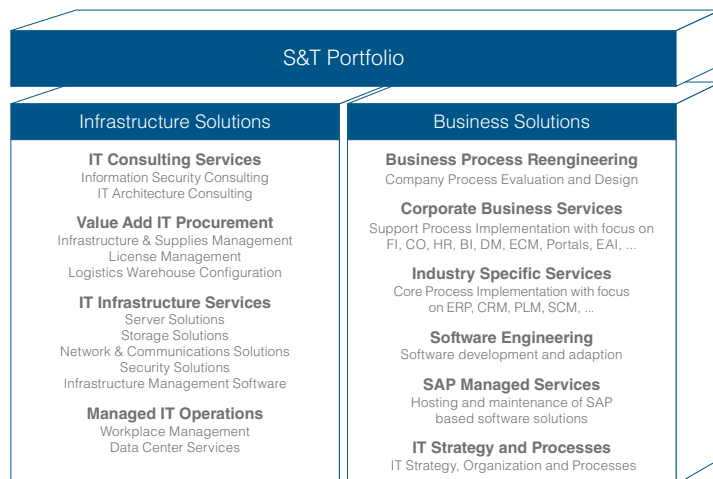 S&T Portfolio
Infrastructure Solutions
IT Consulting Services
Information Security Consulting
IT Architecture Consulting
Value Add IT Procurement
Infrastructure & Supplies Management
License Management
Logistics Warehouse Configuration
IT Infrastructure Services
Server Solutions
Storage Solutions
Network & Communications Solutions
Security Solutions
Infrastructure Management Software
Managed IT Operations
Workplace Management
Data Center Services
Business Solutions
Business Process Reengineering
Company Process Evaluation and Design
Corporate Business Services
Support Process Implementation with focus on
FI, CO, HR, BI, DM, ECM, Portals, EAI, ...
Industry Specific Services
Core Process Implementation with focus
on ERP, CRM, PLM, SCM, ...
Software Engineering
Software development and adaption
SAP Managed Services
Hosting and maintenance of SAP
based software solutions
IT Strategy and Processes
IT Strategy, Organization and Processes